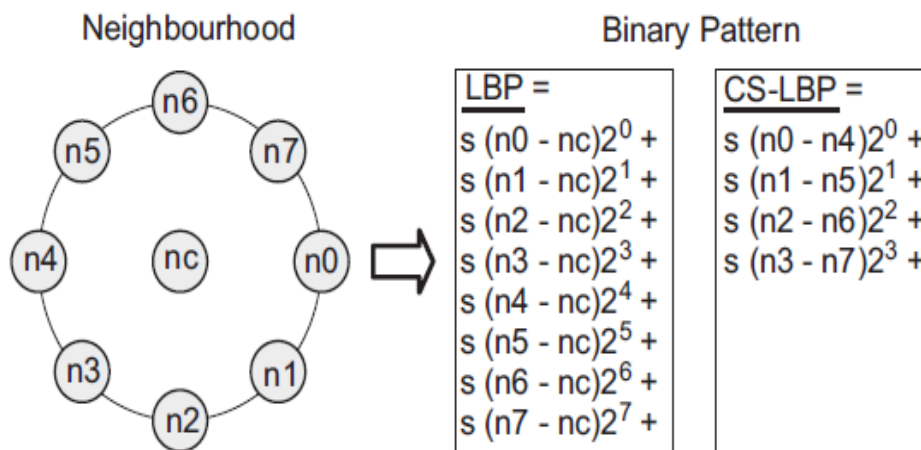 Neighbourhood
Binary Pattern
n6
n5
n7
n4
nc
n0
n3
n1
n2
LBP =
s (n0 - nc)2^0 +
s (n1 - nc)2^1 +
s (n2 - nc)2^2 +
s (n3 - nc)2^3 +
s (n4 - nc)2^4 +
s (n5 - nc)2^5 +
s (n6 - nc)2^6 +
s (n7 - nc)2^7 +
CS-LBP =
s (n0 - n4)2^0 +
s (n1 - n5)2^1 +
s (n2 - n6)2^2 +
s (n3 - n7)2^3 +